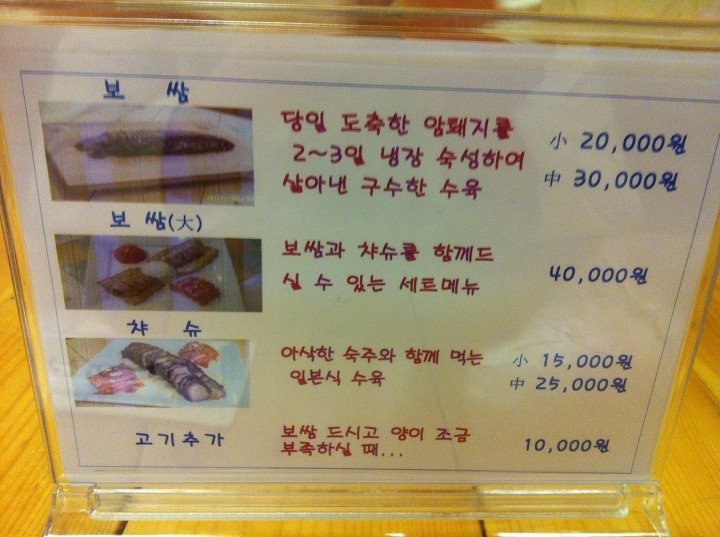 보 쌈
당일 도축한 암퇘지를
2~3일 냉장 숙성하여
살아낸 구수한 수육
小 20,000원
中 30,000원
보 쌈(大)
보쌈과 챠슈를 함께드
실 수 있는 세트메뉴
40,000원
챠 슈
아삭한 숙주와 함께 먹는
일본식 수육
小 15,000원
中 25,000원
고기추가
보쌈 드시고 양이 조금
부족하실 때...
10,000원